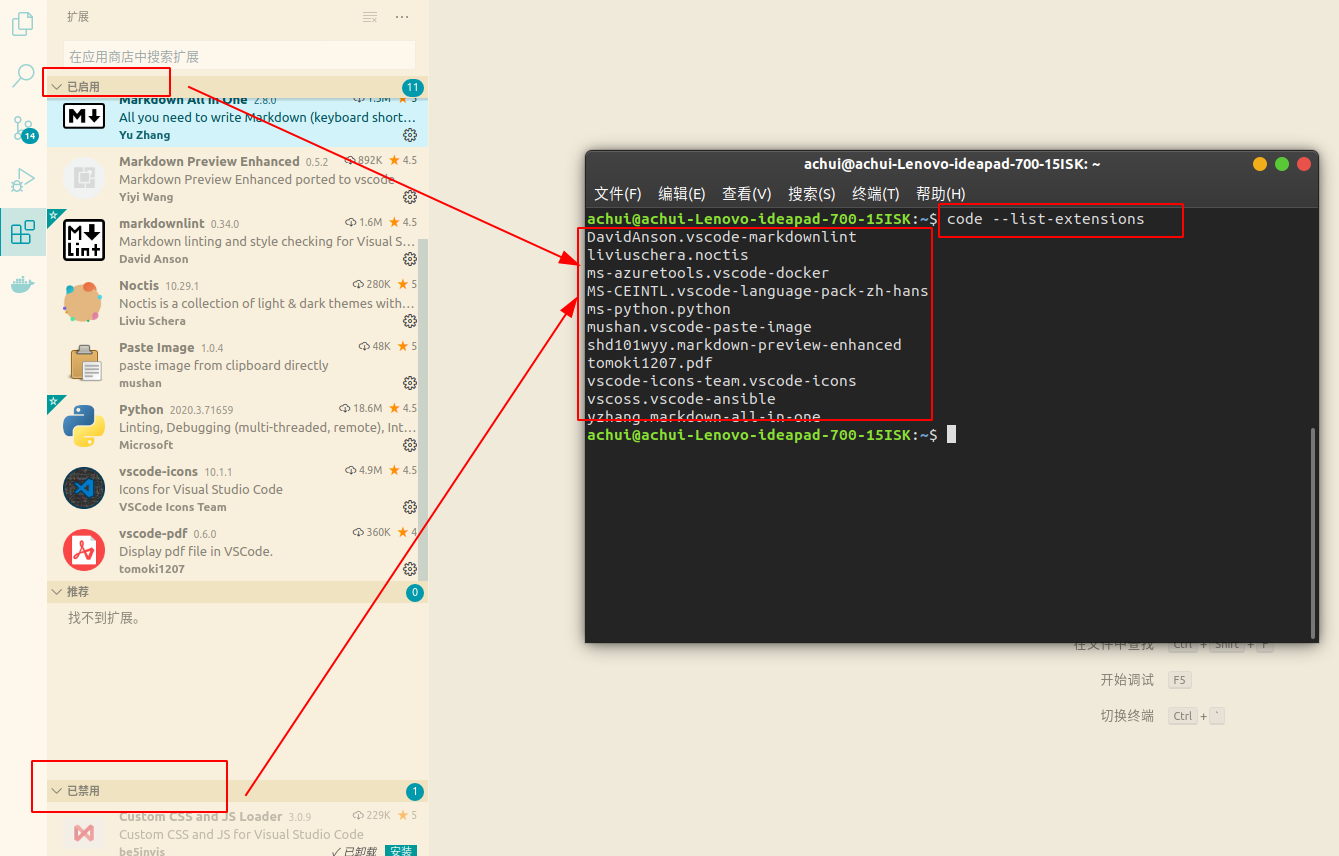 扩展
在应用商店中搜索扩展
已启用
11
Markdown All in One 2.8.0 1.3M 5
All you need to write Markdown (keyboard short…
Yu Zhang
14
Markdown Preview Enhanced 0.5.2 892K 4.5
Markdown Preview Enhanced ported to vscode
Yiyi Wang
markdownlint 0.34.0 1.6M 4.5
Markdown linting and style checking for Visual S…
David Anson
Noctis 10.29.1 280K 5
Noctis is a collection of light & dark themes with…
Liviu Schera
Paste Image 1.0.4 48K 5
paste image from clipboard directly
mushan
Python 2020.3.71659 18.6M 4.5
Linting, Debugging (multi-threaded, remote), Int…
Microsoft
vscode-icons 10.1.1 4.9M 4.5
Icons for Visual Studio Code
VSCode Icons Team
vscode-pdf 0.6.0 360K 4
Display pdf file in VSCode.
tomoki1207
推荐 0
找不到扩展。
已禁用 1
Custom CSS and JS Loader 3.0.9 229K 5
Custom CSS and JS for Visual Studio Code
be5invis ✓已卸载 安装
achui@achui-Lenovo-ideapad-700-15ISK: ~
文件(F) 编辑(E) 查看(V) 搜索(S) 终端(T) 帮助(H)
achui@achui-Lenovo-ideapad-700-15ISK:~$ code --list-extensions
DavidAnson.vscode-markdownlint
liviuschera.noctis
ms-azuretools.vscode-docker
MS-CEINTL.vscode-language-pack-zh-hans
ms-python.python
mushan.vscode-paste-image
shd101wyy.markdown-preview-enhanced
tomoki1207.pdf
vscode-icons-team.vscode-icons
vscoss.vscode-ansible
yzhang.markdown-all-in-one
achui@achui-Lenovo-ideapad-700-15ISK:~$
在文件中查找 Ctrl + Shift + F
开始调试 F5
切换终端 Ctrl + `